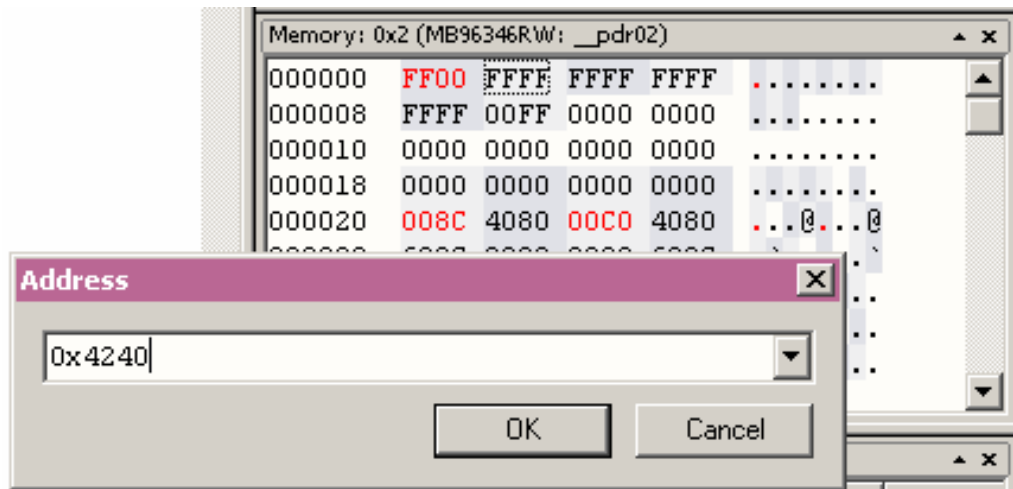 Memory: 0x2 (MB96346RW: __pdr02)
000000 FF00 FFFF FFFF FFFF ........
000008 FFFF 00FF 0000 0000 ........
000010 0000 0000 0000 0000 ........
000018 0000 0000 0000 0000 ........
000020 008C 4080 00C0 4080 ...@...@
Address
0x4240
OK
Cancel